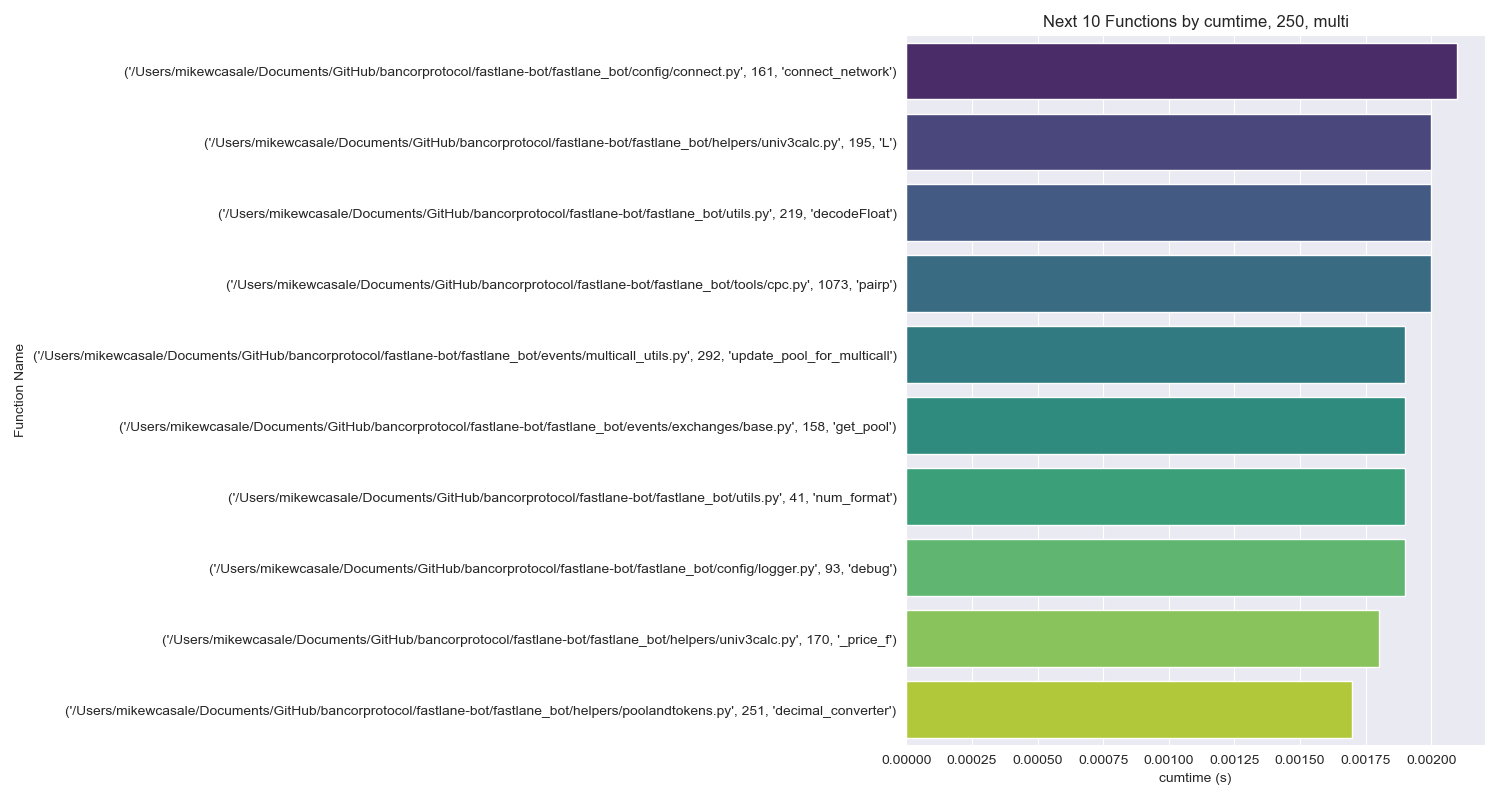 Next 10 Functions by cumtime, 250, multi
('/Users/mikewcasale/Documents/GitHub/bancorprotocol/fastlane-bot/fastlane_bot/config/connect.py', 161, 'connect_network')
('/Users/mikewcasale/Documents/GitHub/bancorprotocol/fastlane-bot/fastlane_bot/helpers/univ3calc.py', 195, 'L')
('/Users/mikewcasale/Documents/GitHub/bancorprotocol/fastlane-bot/fastlane_bot/utils.py', 219, 'decodeFloat')
('/Users/mikewcasale/Documents/GitHub/bancorprotocol/fastlane-bot/fastlane_bot/tools/cpc.py', 1073, 'pairp')
('/Users/mikewcasale/Documents/GitHub/bancorprotocol/fastlane-bot/fastlane_bot/events/multicall_utils.py', 292, 'update_pool_for_multicall')
('/Users/mikewcasale/Documents/GitHub/bancorprotocol/fastlane-bot/fastlane_bot/events/exchanges/base.py', 158, 'get_pool')
('/Users/mikewcasale/Documents/GitHub/bancorprotocol/fastlane-bot/fastlane_bot/utils.py', 41, 'num_format')
('/Users/mikewcasale/Documents/GitHub/bancorprotocol/fastlane-bot/fastlane_bot/config/logger.py', 93, 'debug')
('/Users/mikewcasale/Documents/GitHub/bancorprotocol/fastlane-bot/fastlane_bot/helpers/univ3calc.py', 170, '_price_f')
('/Users/mikewcasale/Documents/GitHub/bancorprotocol/fastlane-bot/fastlane_bot/helpers/poolandtokens.py', 251, 'decimal_converter')
Function Name
0.00000 0.00025 0.00050 0.00075 0.00100 0.00125 0.00150 0.00175 0.00200
cumtime (s)